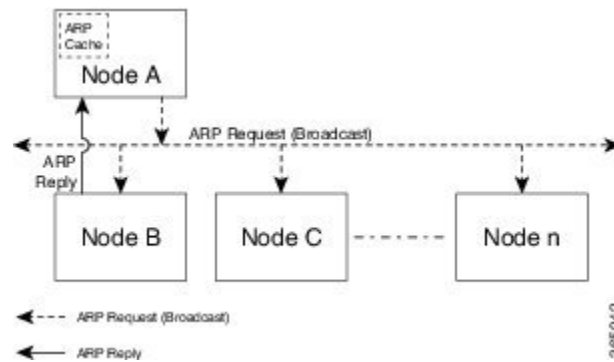 ARP
Cache
Node A
ARP Request (Broadcast)
ARP
Reply
Node B
Node C
Node n
ARP Request (Broadcast)
ARP Reply